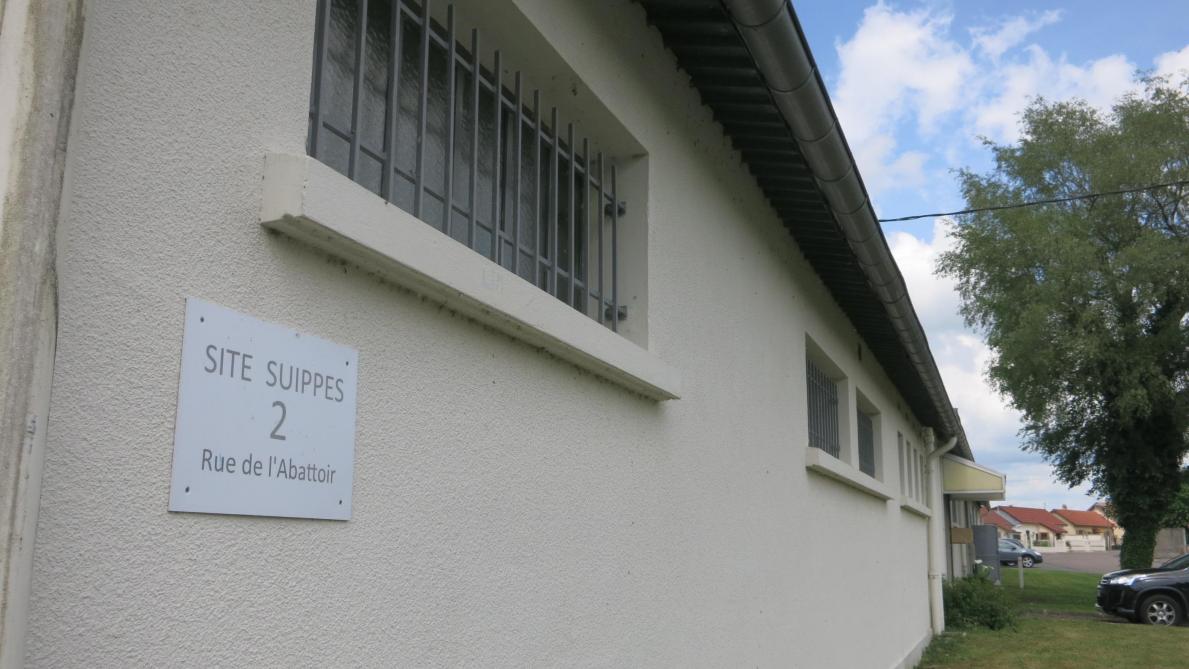 SITE SUIPPES
2
Rue de l'Abattoir